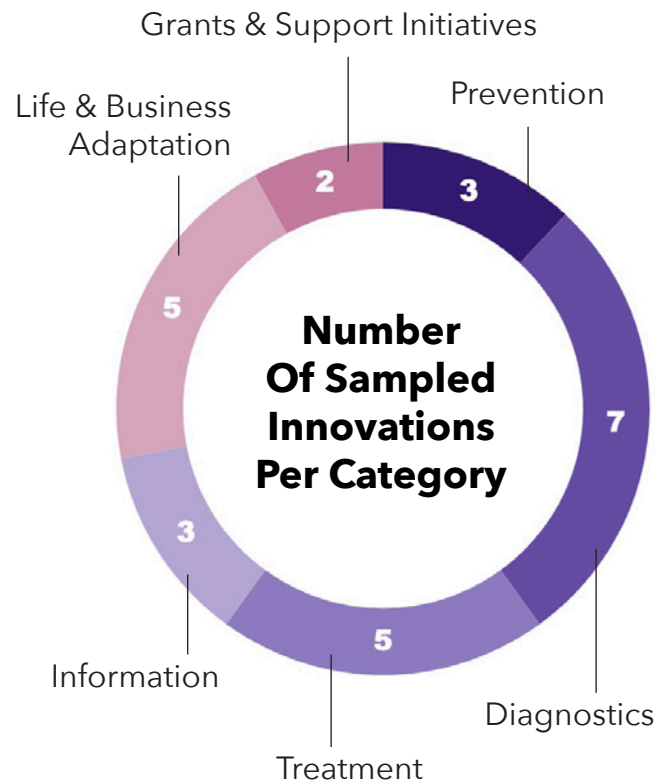 Grants & Support Initiatives
Prevention
Life & Business
Adaptation
2
3
5
Number
Of Sampled
Innovations
Per Category
7
3
5
Information
Diagnostics
Treatment